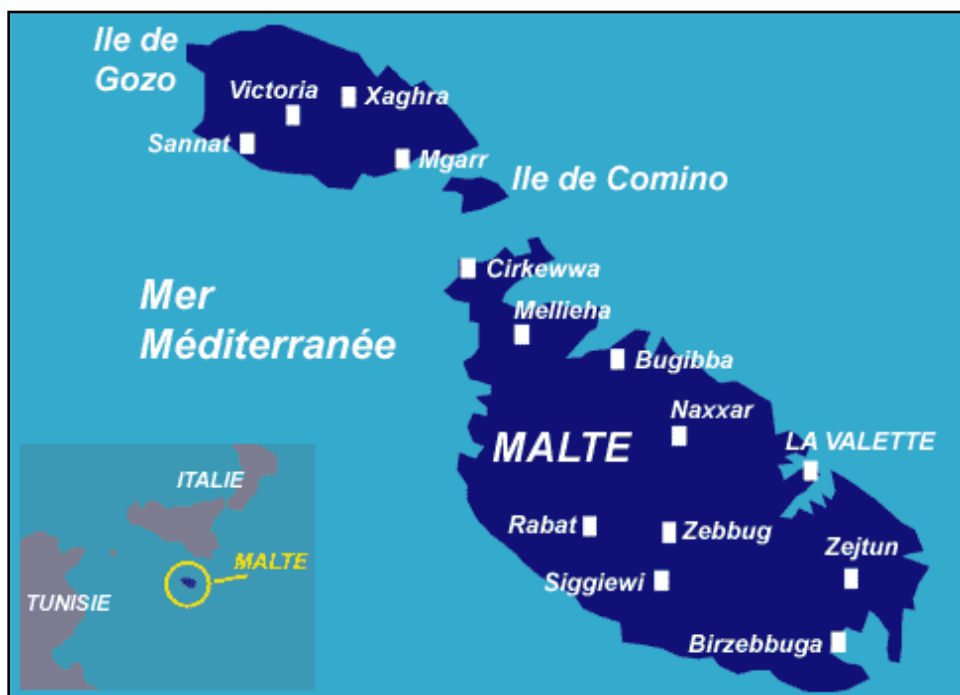 Ile de
Gozo
Victoria
Xaghra
Sannat
Mgarr
Ile de Comino
Cirkewwa
Mer
Méditerranée
Mellieha
Bugibba
Naxxar
MALTE
LA VALETTE
ITALIE
Rabat
Zebbug
Zejtun
MALTE
Siggiewi
TUNISIE
Birzebbuga